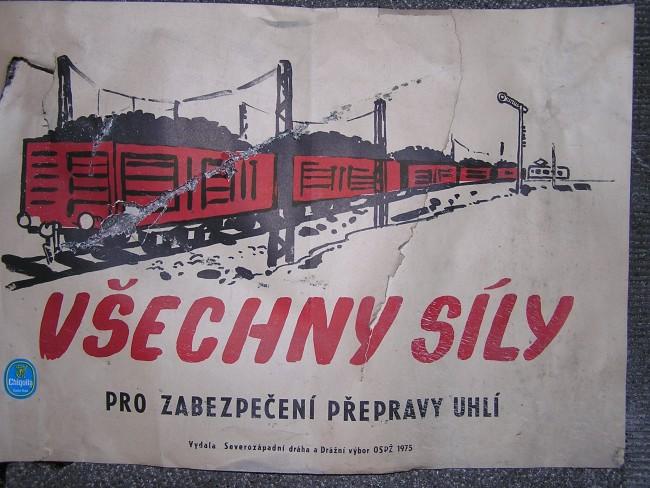 VŠECHNY SÍLY
PRO ZABEZPEČENÍ PŘEPRAVY UHLÍ
Chiquita
Vydala Severozápadní dráha a Drážní výbor OSPŽ 1975